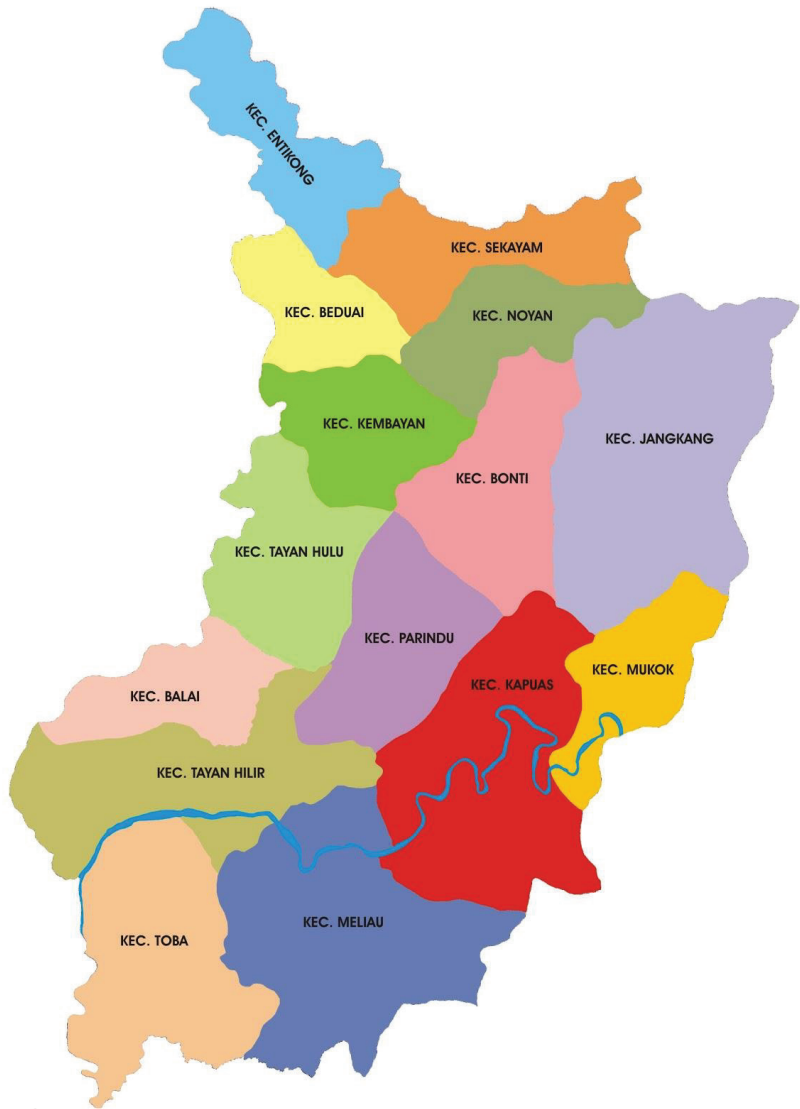 KEC. ENTIKONG
KEC. SEKAYAM
KEC. BEDUAI
KEC. NOYAN
KEC. KEMBAYAN
KEC. JANGKANG
KEC. BONTI
KEC. TAYAN HULU
KEC. PARINDU
KEC. MUKOK
KEC. KAPUAS
KEC. BALAI
KEC. TAYAN HILIR
KEC. MELIAU
KEC. TOBA